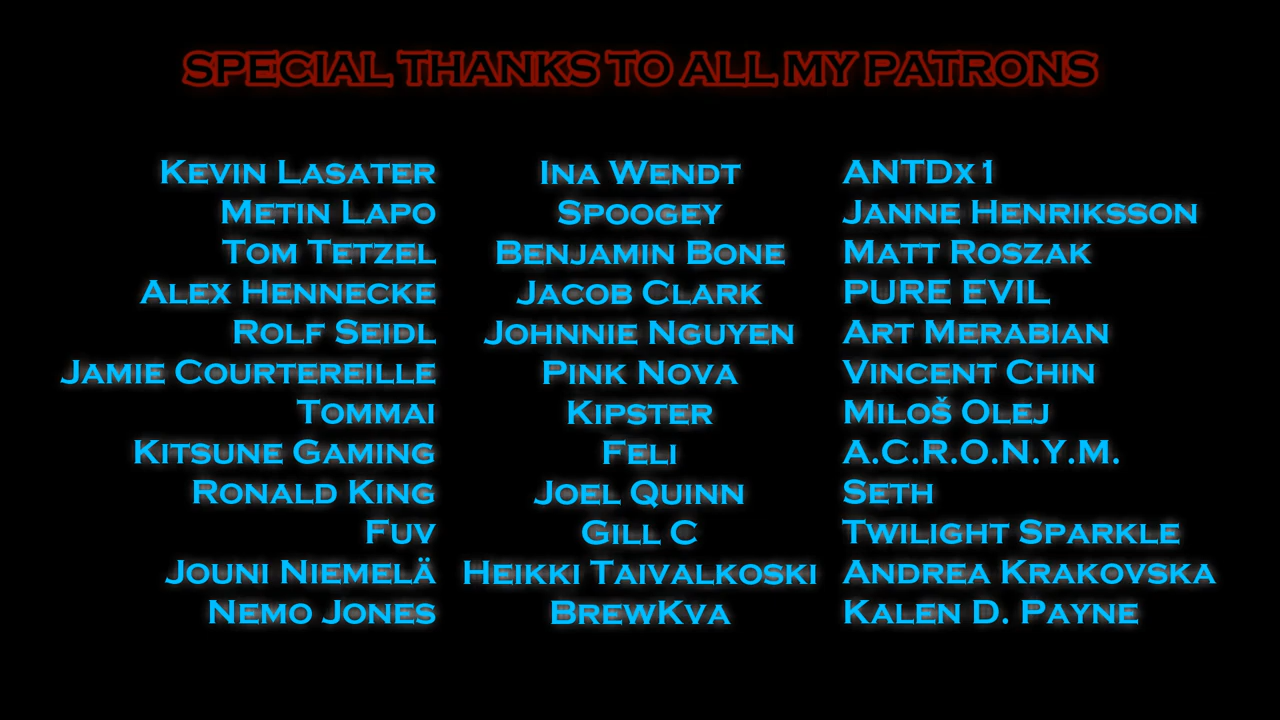 SPECIAL THANKS TO ALL MY PATRONS
Kevin Lasater
Metin Lapo
Tom Tetzel
Alex Hennecke
Rolf Seidl
Jamie Courtereille
Tommai
Kitsune Gaming
Ronald King
Fuv
Jouni Niemelä
Nemo Jones
Ina Wendt
Spoogey
Benjamin Bone
Jacob Clark
Johnnie Nguyen
Pink Nova
Kipster
Feli
Joel Quinn
Gill C
Heikki Taivalkoski
BrewKva
ANTDx1
Janne Henriksson
Matt Roszak
PURE EVIL
Art Merabian
Vincent Chin
Miloš Olej
A.C.R.O.N.Y.M.
Seth
Twilight Sparkle
Andrea Krakovska
Kalen D. Payne